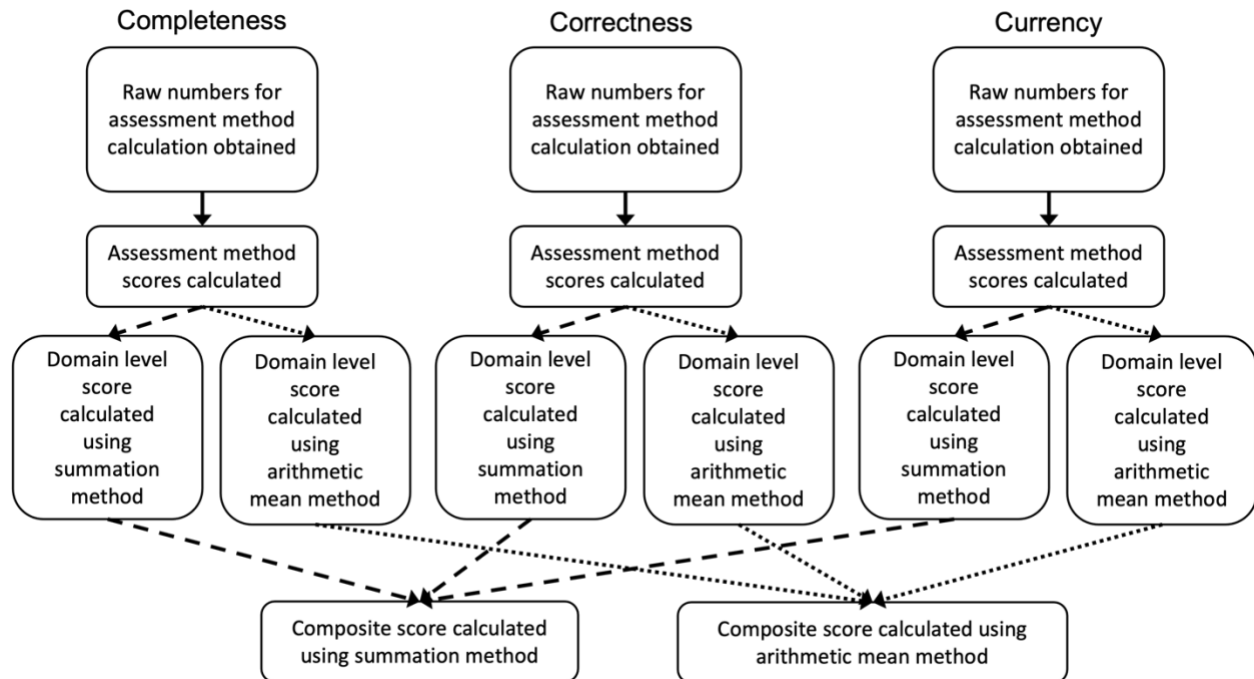 Completeness
Correctness
Currency
Raw numbers for
assessment method
calculation obtained
Raw numbers for
assessment method
calculation obtained
Raw numbers for
assessment method
calculation obtained
Assessment method
scores calculated
Assessment method
scores calculated
Assessment method
scores calculated
Domain level
score
calculated
using
summation
method
Domain level
score
calculated
using
arithmetic
mean method
Domain level
score
calculated
using
summation
method
Domain level
score
calculated
using
arithmetic
mean method
Domain level
score
calculated
using
summation
method
Domain level
score
calculated
using
arithmetic
mean method
Composite score calculated
using summation method
Composite score calculated using
arithmetic mean method